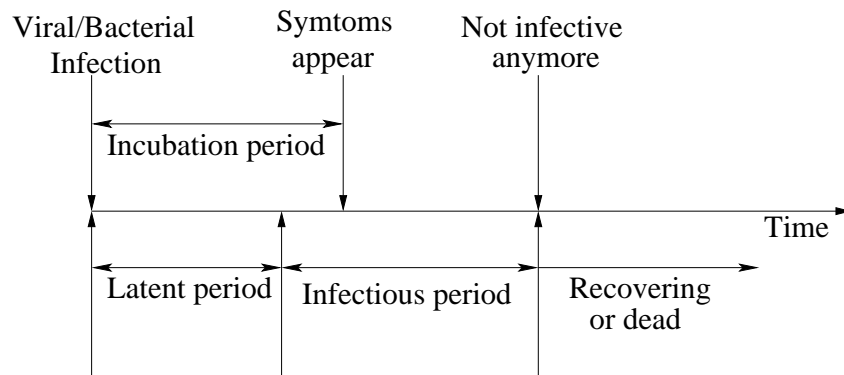 Viral/Bacterial
Infection
Symtoms
appear
Not infective
anymore
Incubation period
Time
Latent period
Infectious period
Recovering
or dead